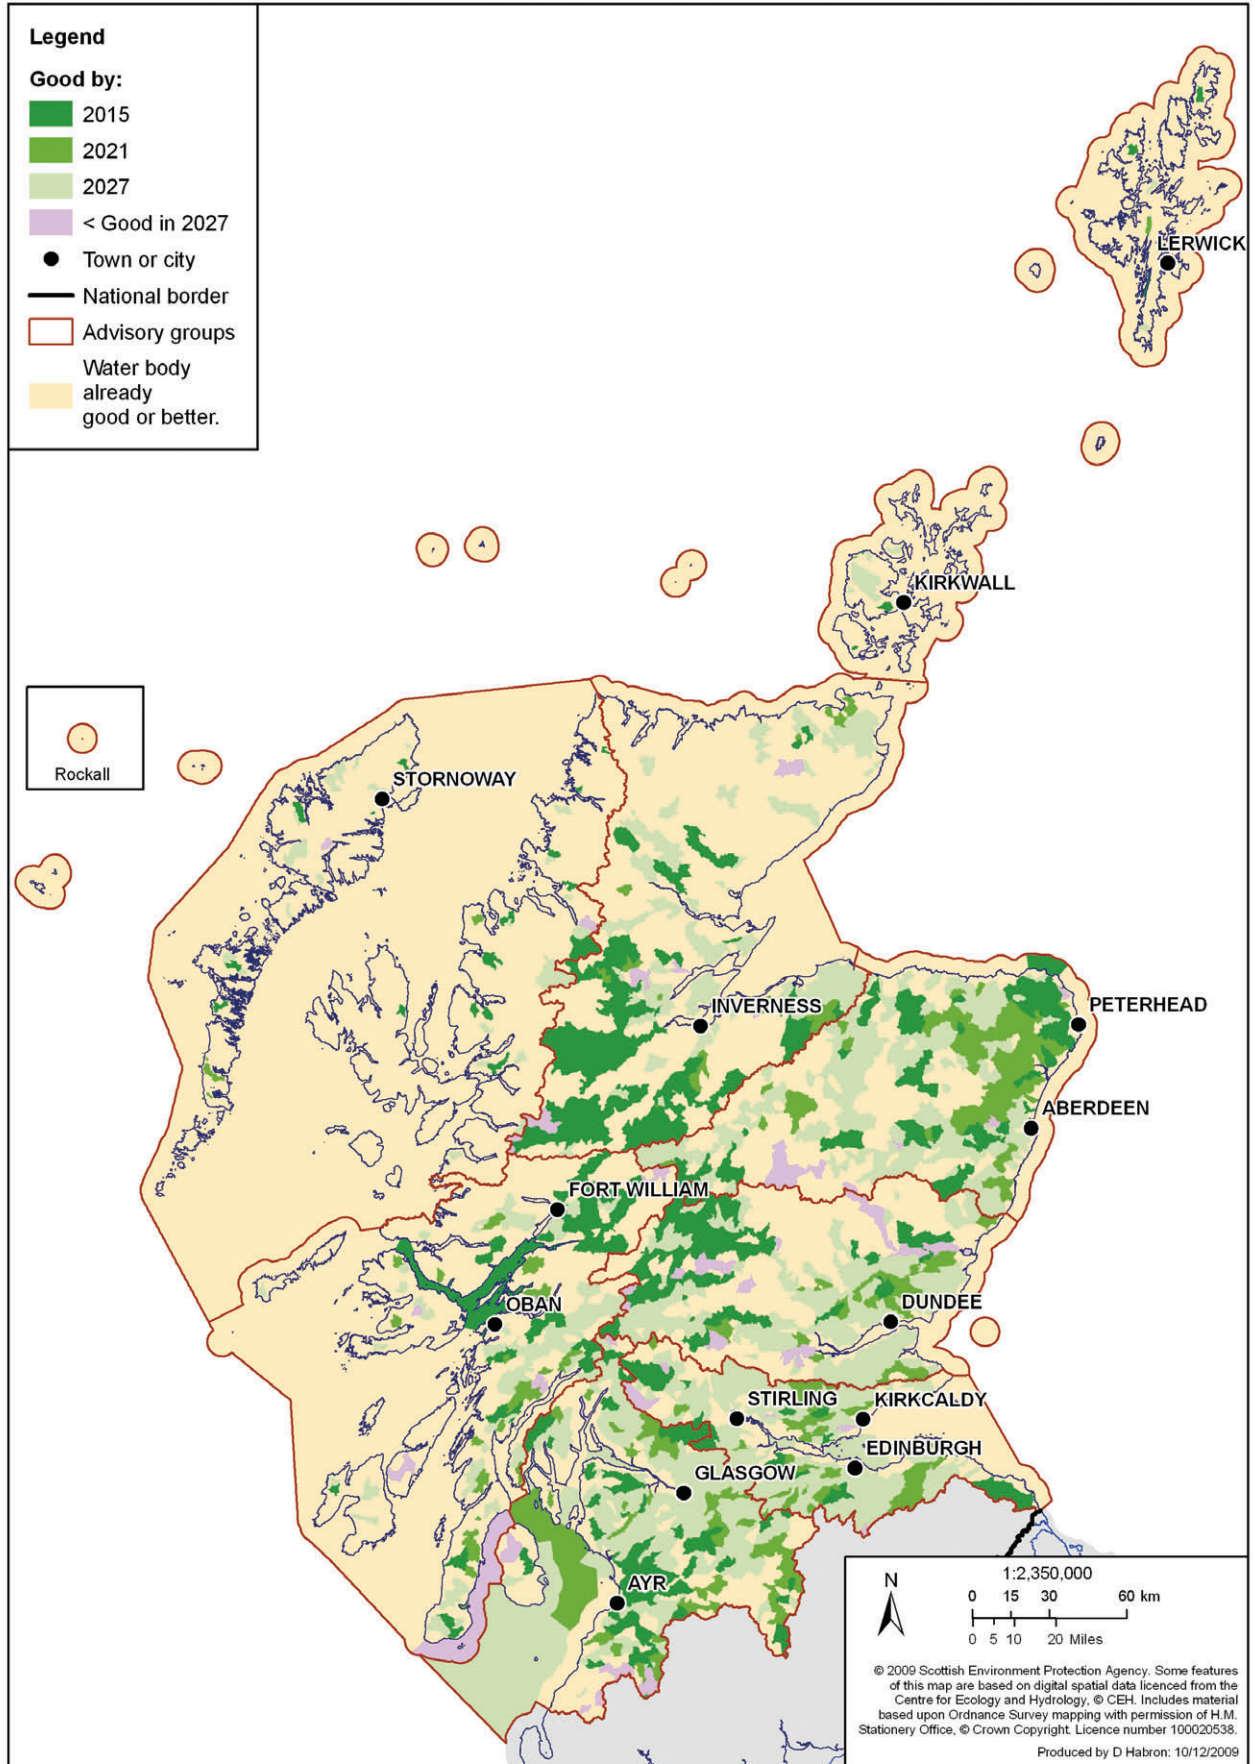 Legend
Good by:
2015
2021
2027
< Good in 2027
Town or city
National border
Advisory groups
Water body
already
good or better.
LERWICK
KIRKWALL
Rockall
STORNOWAY
INVERNESS
PETERHEAD
ABERDEEN
FORT WILLIAM
OBAN
DUNDEE
STIRLING
KIRKCALDY
EDINBURGH
GLASGOW
AYR
N
1:2,350,000
0 15 30 60 km
0 5 10 20 Miles
© 2009 Scottish Environment Protection Agency. Some features
of this map are based on digital spatial data licenced from the
Centre for Ecology and Hydrology, © CEH. Includes material
based upon Ordnance Survey mapping with permission of H.M.
Stationery Office, © Crown Copyright. Licence number 100020538.
Produced by D Habron: 10/12/2009